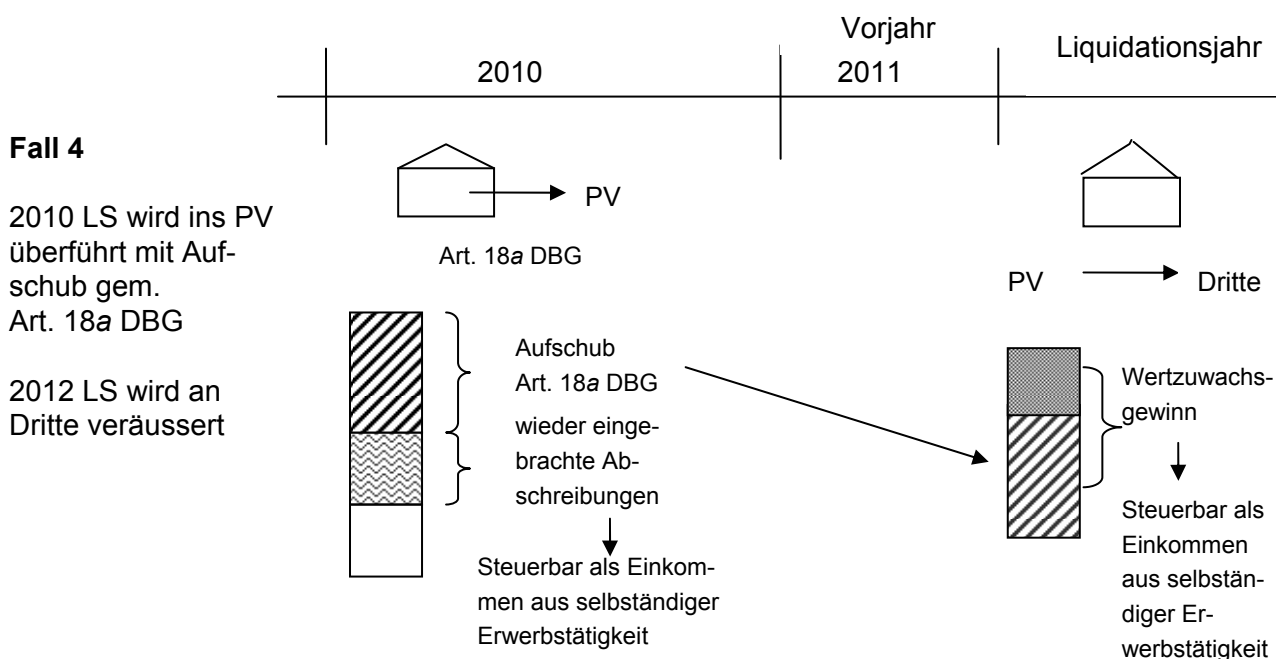 Vorjahr
2010
2011
Liquidationsjahr
Fall 4
2010 LS wird ins PV
überführt mit Auf-
schub gem.
Art. 18a DBG
2012 LS wird an
Dritte veräussert
PV
Art. 18a DBG
Aufschub
Art. 18a DBG
wieder einge-
brachte Ab-
schreibungen
Steuerbar als Einkom-
men aus selbständiger
Erwerbstätigkeit
PV
Dritte
Wertzuwachs-
gewinn
Steuerbar als
Einkommen
aus selbstän-
diger Er-
werbstätigkeit